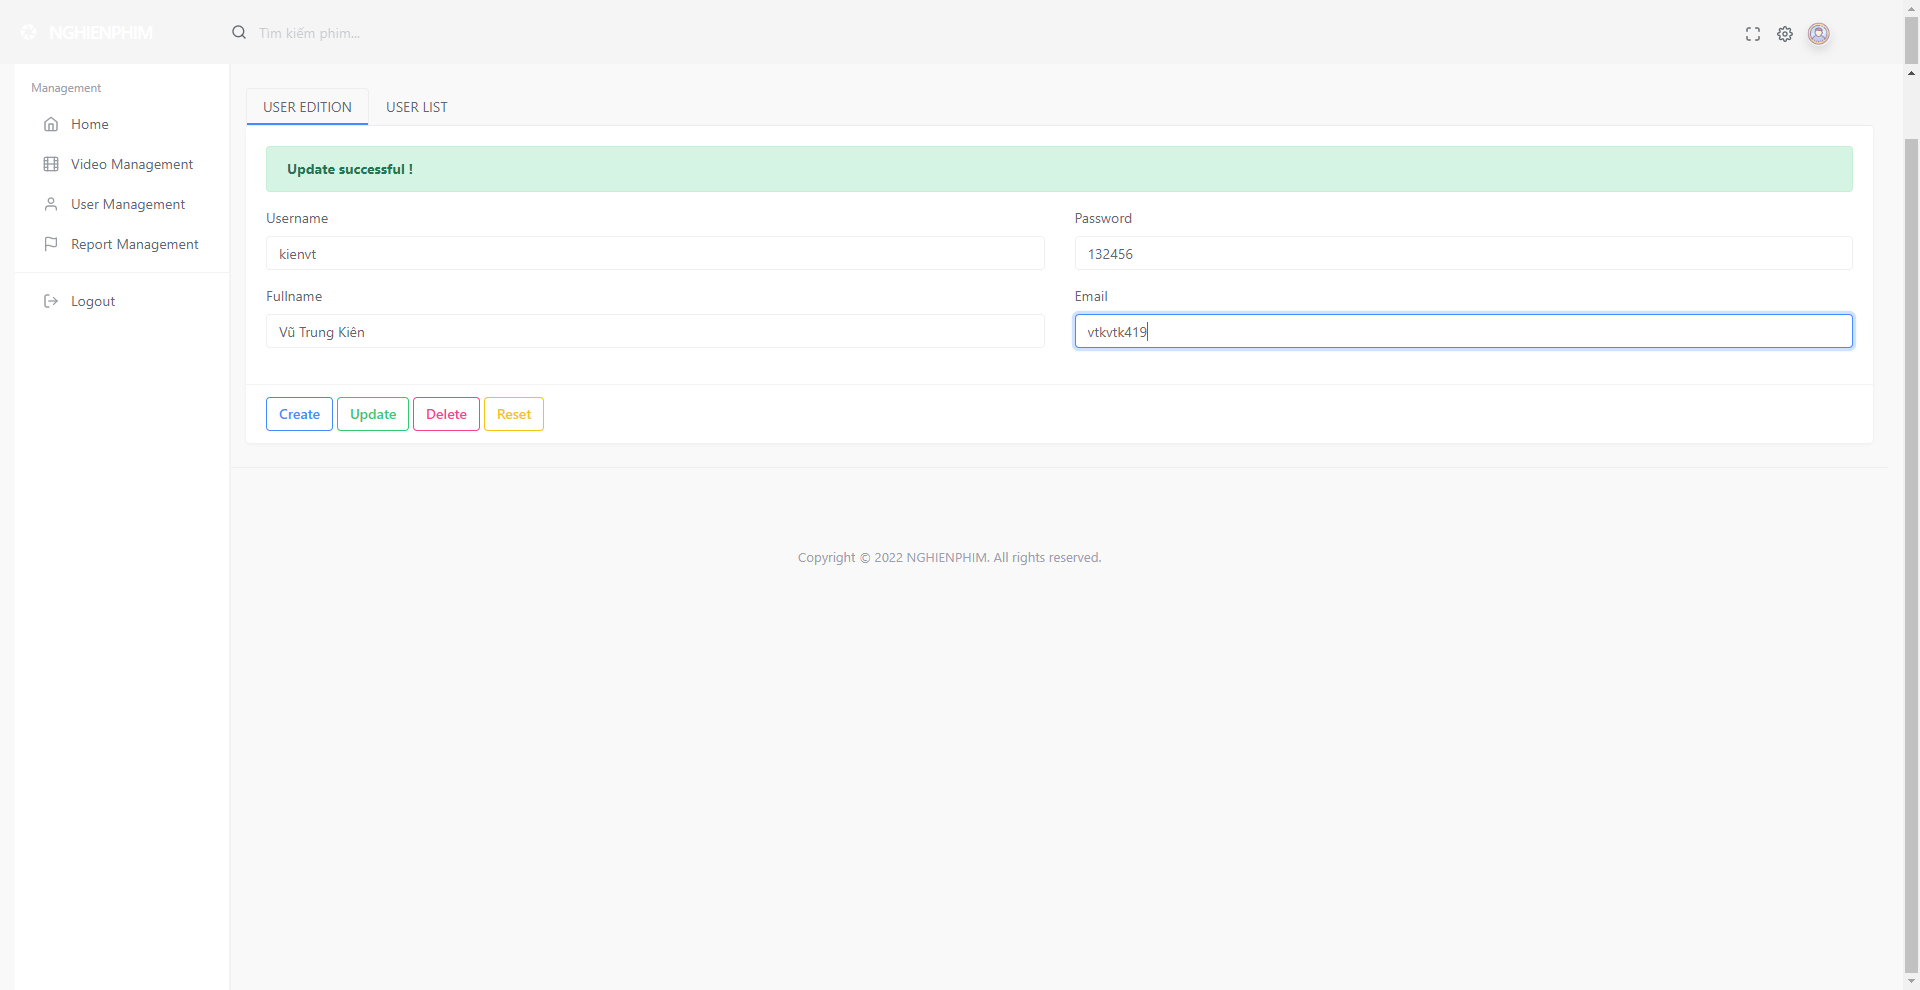 NGHIENPHIM
Tìm kiếm phim...
Management
Home
Video Management
User Management
Report Management
Logout
USER EDITION
USER LIST
Update successful !
Username
Password
kienvt
132456
Fullname
Email
Vũ Trung Kiên
vtkvtk419
Create
Update
Delete
Reset
Copyright © 2022 NGHIENPHIM. All rights reserved.